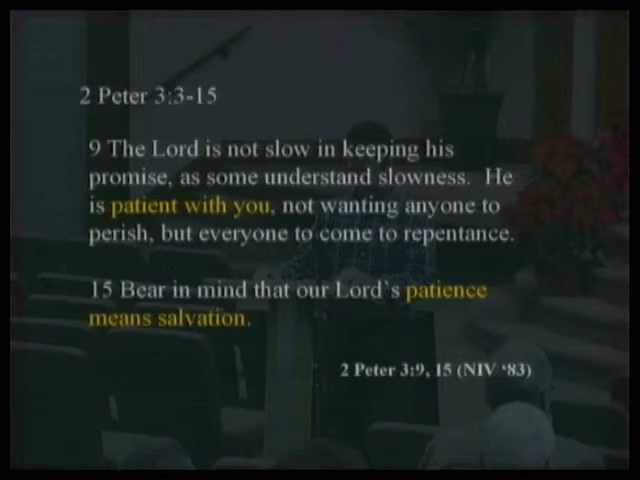 2 Peter 3:3-15
9 The Lord is not slow in keeping his
promise, as some understand slowness.  He
is patient with you, not wanting anyone to
perish, but everyone to come to repentance.
15 Bear in mind that our Lord's patience
means salvation.
2 Peter 3:9, 15 (NIV ‘83)